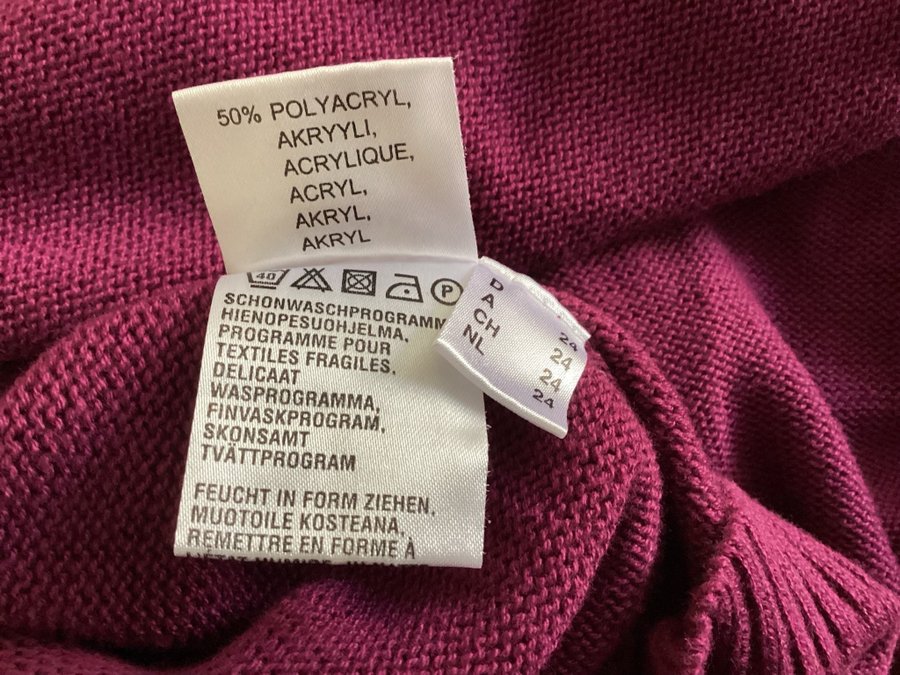 50% POLYACRYL,
AKRYYLI,
ACRYLIQUE,
ACRYL,
AKRYL,
AKRYL
40
P
SCHONWASCHPROGRAMM
HIENOPESUOHJELMA,
PROGRAMME POUR
TEXTILES FRAGILES,
DELICAAT
WASPROGRAMMA,
FINVASKPROGRAM,
SKONSAMT
TVÄTTPROGRAM
FEUCHT IN FORM ZIEHEN,
MUOTOILE KOSTEANA,
REMETTRE EN FORME À
D 24
A 24
CH 24
NL 24